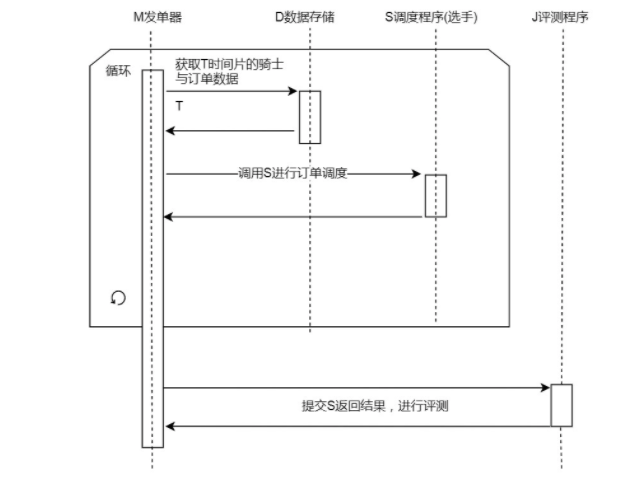 M发单器
D数据存储
S调度程序(选手)
J评测程序
循环
获取T时间片的骑士
与订单数据
T
调用S进行订单调度
提交S返回结果，进行评测